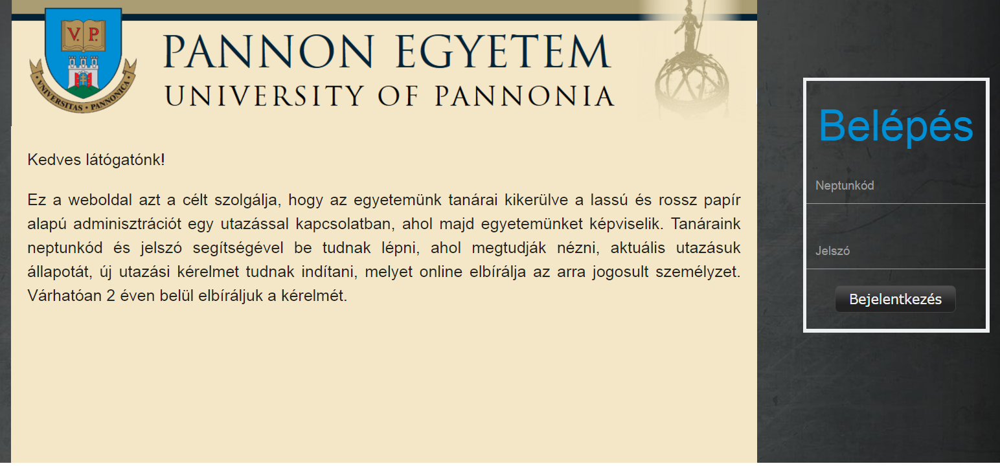 V. P.
VNIVERSITAS • PANNONICA
PANNON EGYETEM
UNIVERSITY OF PANNONIA
Kedves látógatónk!
Ez a weboldal azt a célt szolgálja, hogy az egyetemünk tanárai kikerülve a lassú és rossz papír
alapú adminisztrációt egy utazással kapcsolatban, ahol majd egyetemünket képviselik. Tanáraink
neptunkód és jelszó segítségével be tudnak lépni, ahol megtudják nézni, aktuális utazásuk
állapotát, új utazási kérelmet tudnak indítani, melyet online elbírálja az arra jogosult személyzet.
Várhatóan 2 éven belül elbíráljuk a kérelmét.
Belépés
Neptunkód
Jelszó
Bejelentkezés